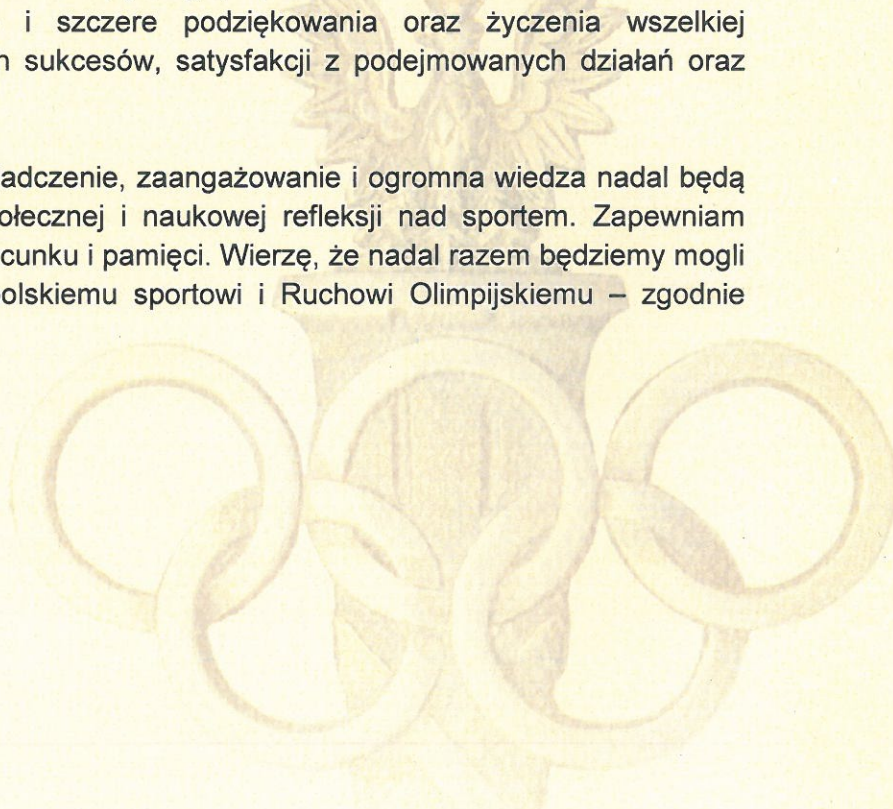 i szczere podziękowania oraz życzenia wszelkiej
sukcesów, satysfakcji z podejmowanych działań oraz
adczenie, zaangażowanie i ogromna wiedza nadal będą
ołecznej i naukowej refleksji nad sportem. Zapewniam
cunku i pamięci. Wierzę, że nadal razem będziemy mogli
olskiemu sportowi i Ruchowi Olimpijskiemu – zgodnie